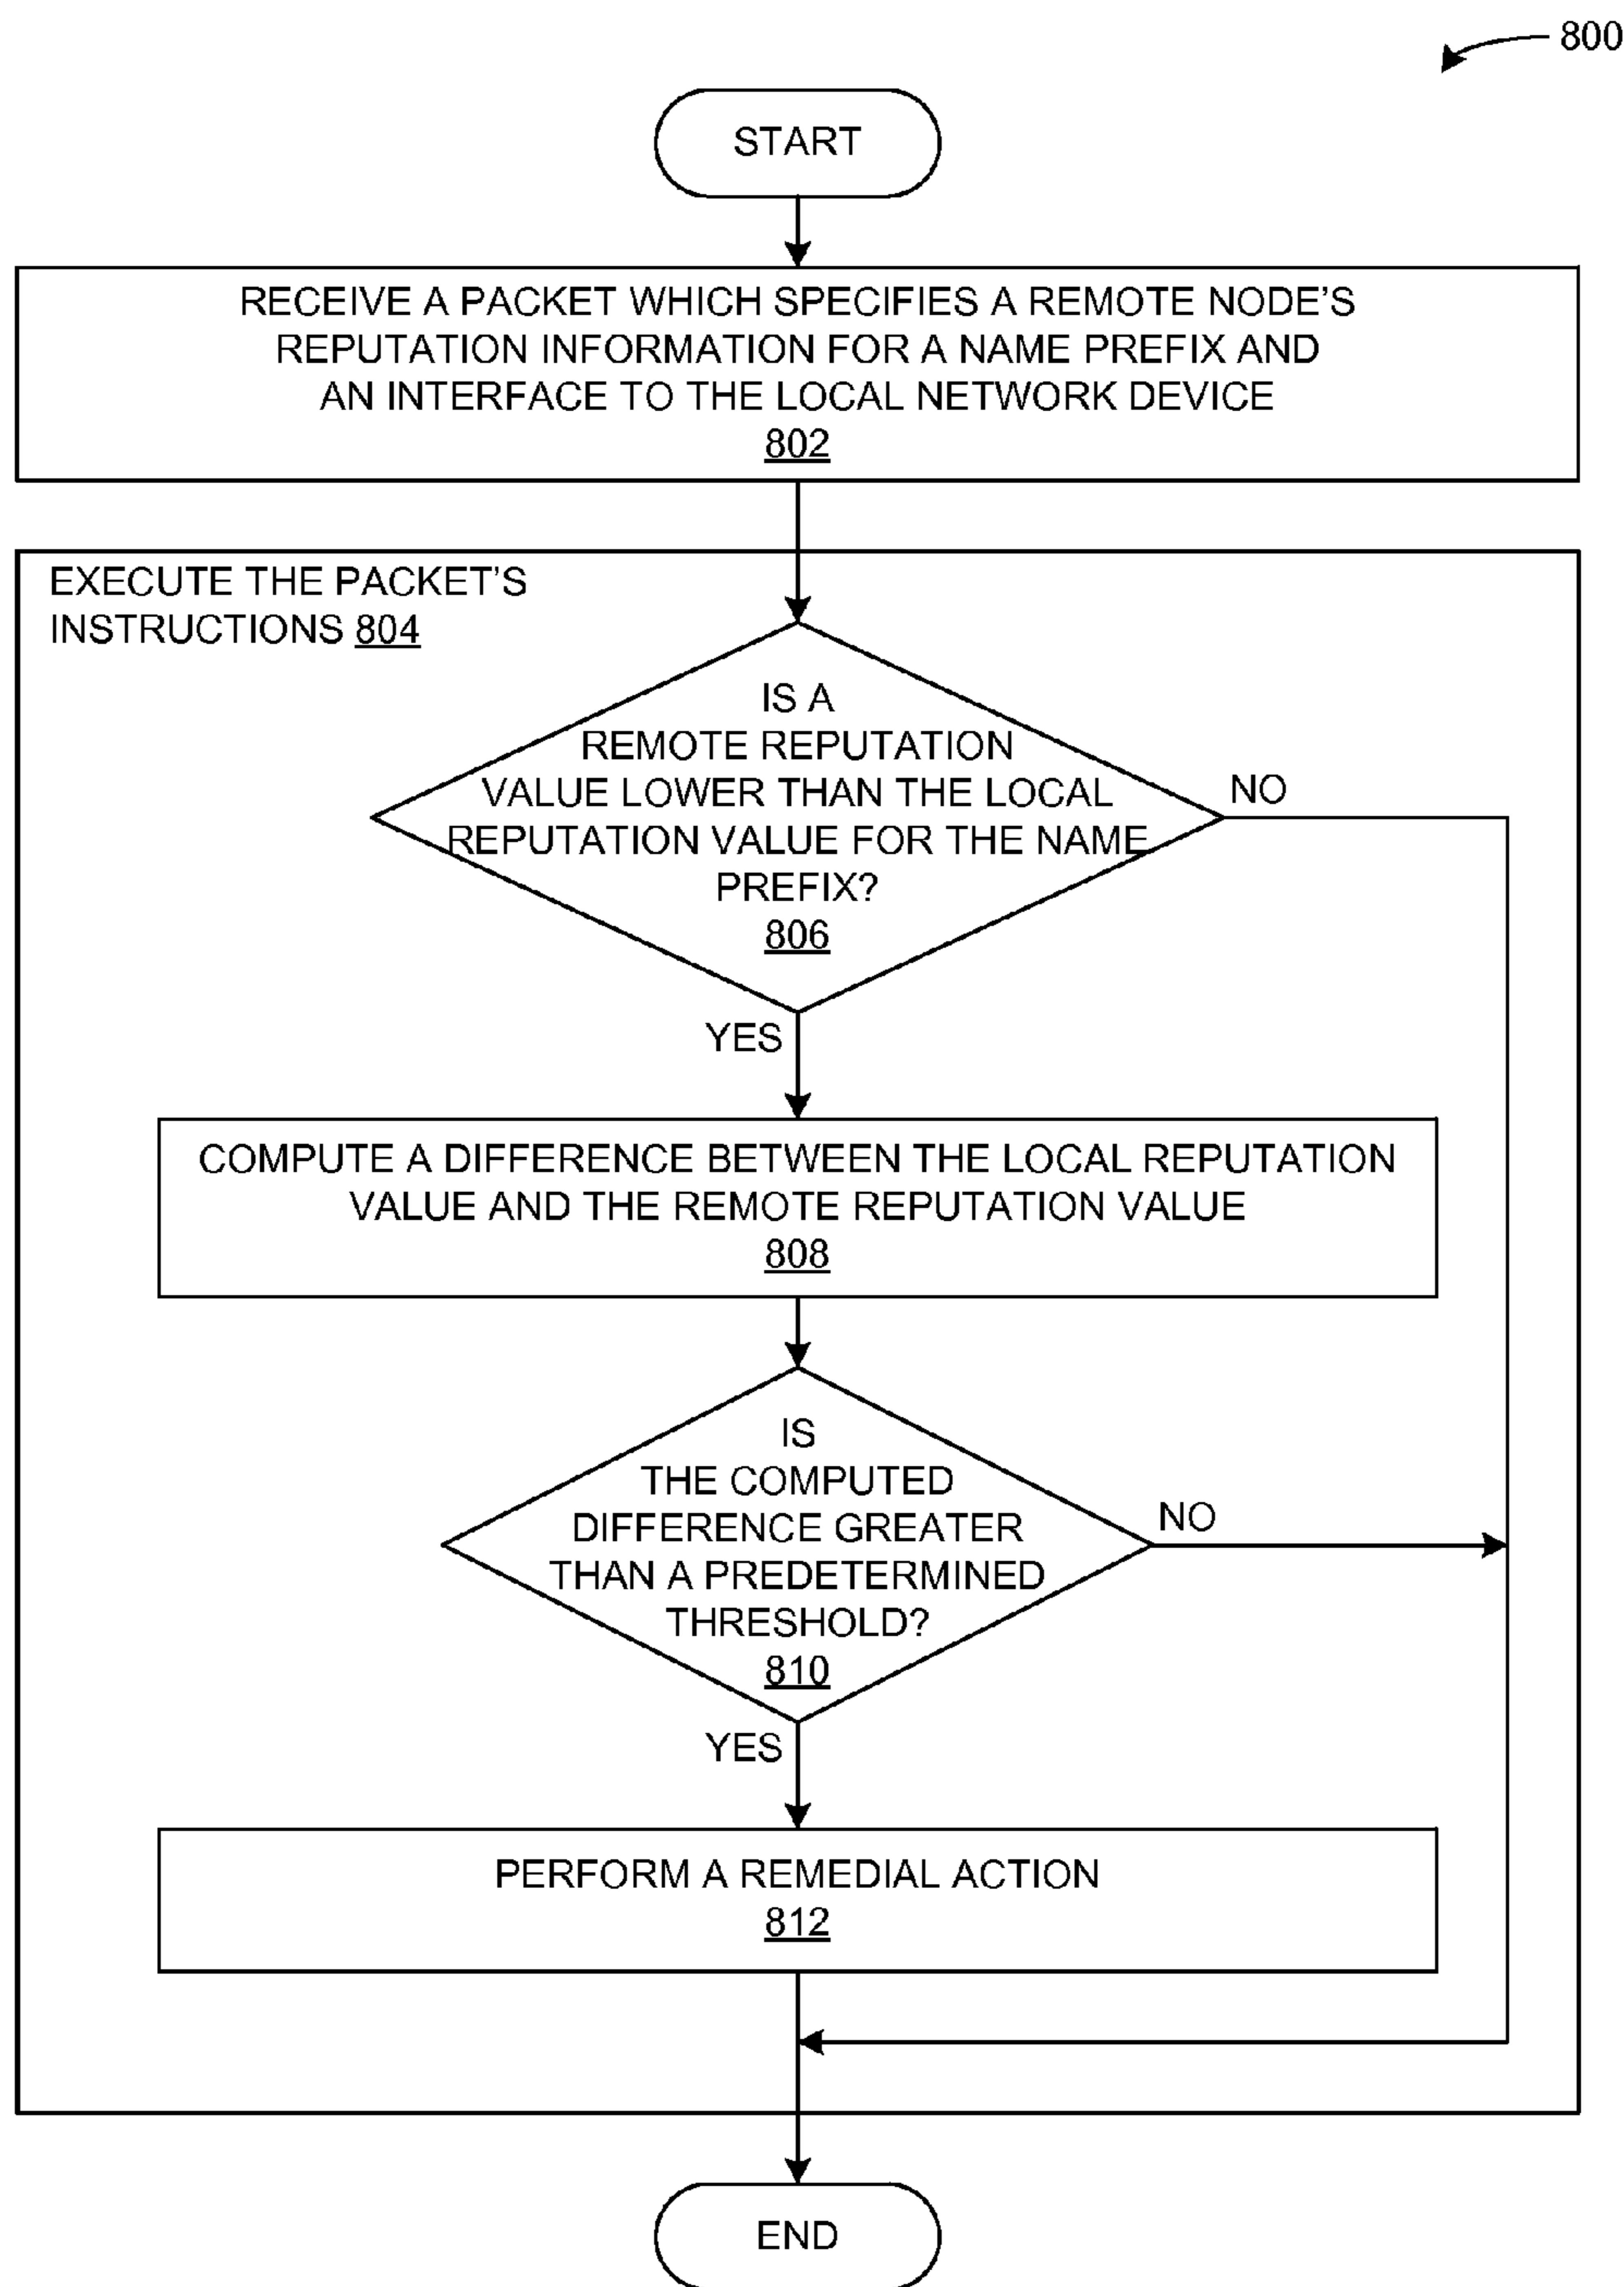 800
START
RECEIVE A PACKET WHICH SPECIFIES A REMOTE NODE'S
REPUTATION INFORMATION FOR A NAME PREFIX AND
AN INTERFACE TO THE LOCAL NETWORK DEVICE
802
EXECUTE THE PACKET'S
INSTRUCTIONS 804
IS A
REMOTE REPUTATION
VALUE LOWER THAN THE LOCAL
REPUTATION VALUE FOR THE NAME
PREFIX?
806
NO
YES
COMPUTE A DIFFERENCE BETWEEN THE LOCAL REPUTATION
VALUE AND THE REMOTE REPUTATION VALUE
808
IS
THE COMPUTED
DIFFERENCE GREATER
THAN A PREDETERMINED
THRESHOLD?
810
NO
YES
PERFORM A REMEDIAL ACTION
812
END